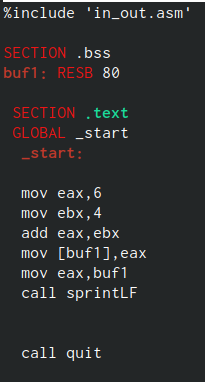 %include 'in_out.asm'
SECTION .bss
buf1: RESB 80
SECTION .text
GLOBAL _start
_start:
mov eax,6
mov ebx,4
add eax,ebx
mov [buf1],eax
mov eax,buf1
call sprintLF
call quit